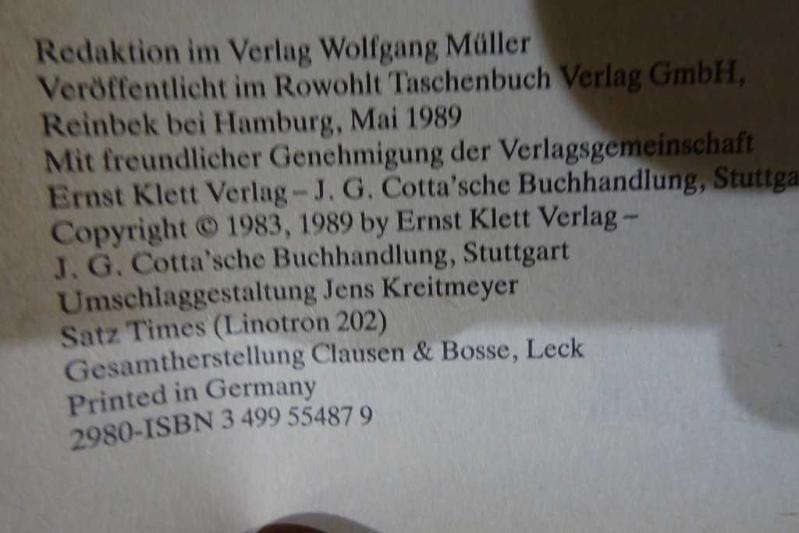 Redaktion im Verlag Wolfgang Müller
Veröffentlicht im Rowohlt Taschenbuch Verlag GmbH,
Reinbek bei Hamburg, Mai 1989
Mit freundlicher Genehmigung der Verlagsgemeinschaft
Ernst Klett Verlag – J. G. Cotta'sche Buchhandlung, Stuttga
Copyright © 1983, 1989 by Ernst Klett Verlag –
J. G. Cotta'sche Buchhandlung, Stuttgart
Umschlaggestaltung Jens Kreitmeyer
Satz Times (Linotron 202)
Gesamtherstellung Clausen & Bosse, Leck
Printed in Germany
2980-ISBN 3 499 55487 9